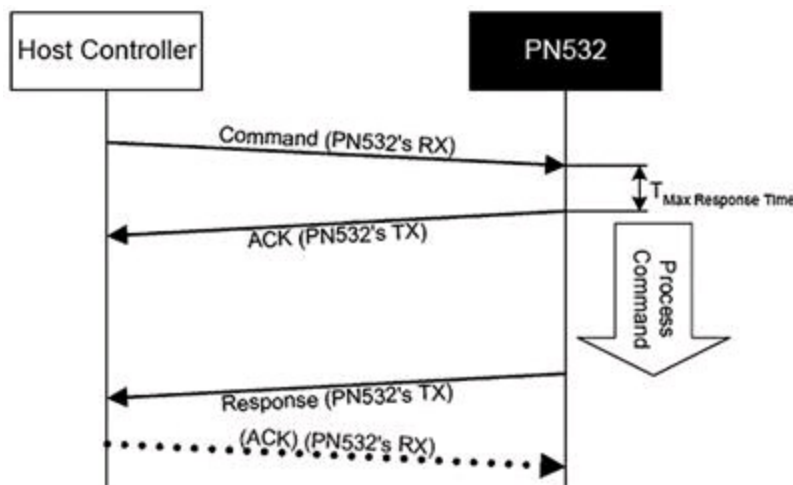 Host Controller
PN532
Command (PN532's RX)
T Max Response Time
ACK (PN532's TX)
Process
Command
Response (PN532's TX)
(ACK) (PN532's RX)